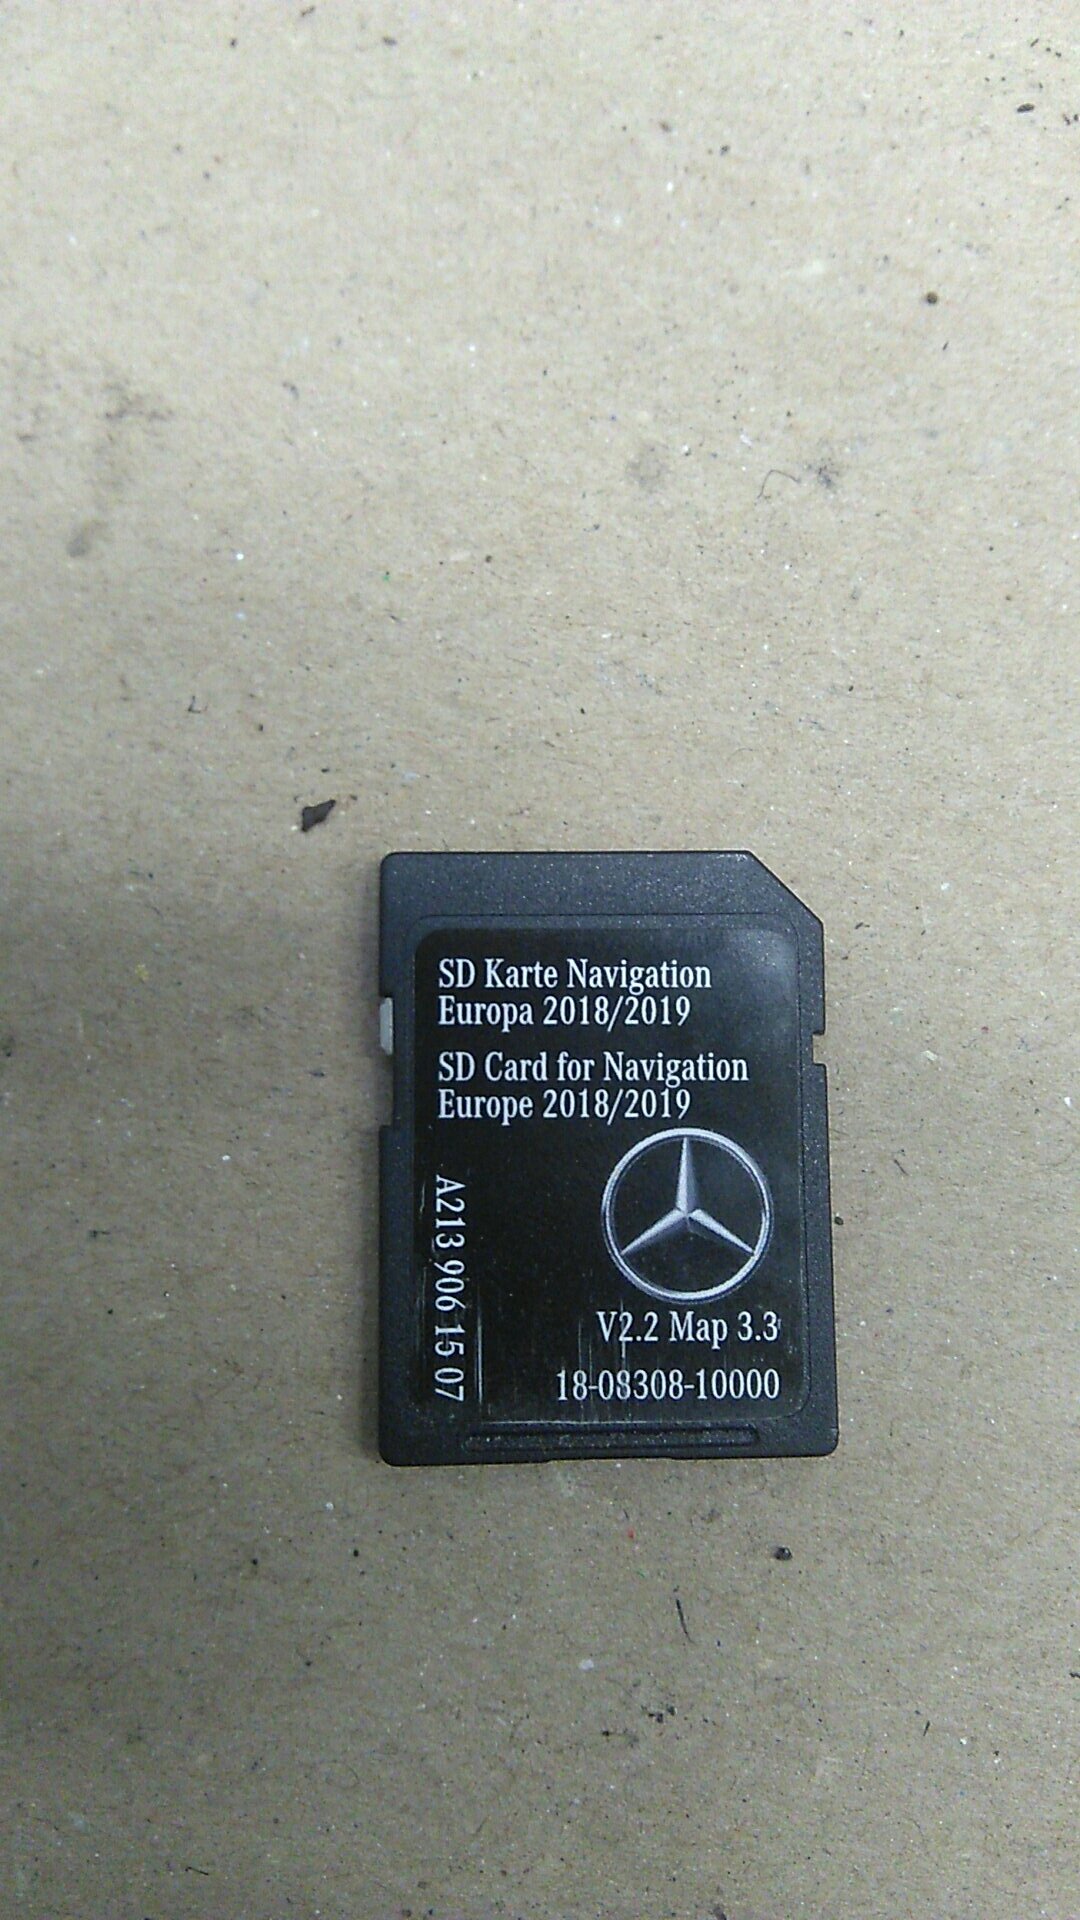 SD Karte Navigation
Europa 2018/2019
SD Card for Navigation
Europe 2018/2019
A213 906 15 07
V2.2 Map 3.3
18-08308-10000